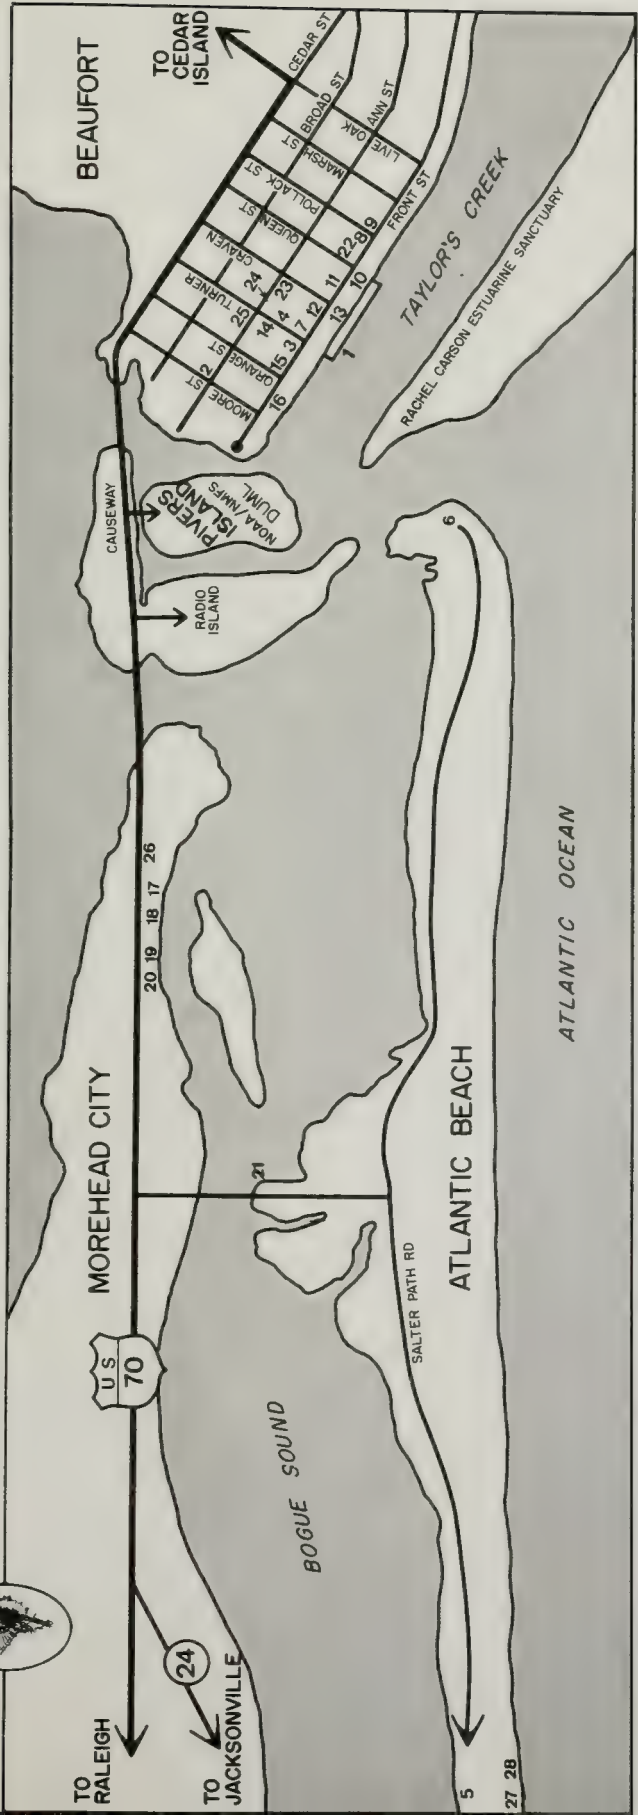 BEAUFORT
TO
CEDAR
ISLAND
CEDAR ST
BROAD ST
ANN ST
LIVE OAK
MARSH ST
POLLACK ST
QUEEN ST
CRAVEN
TURNER
ORANGE ST
MOORE ST
FRONT ST
2
25
24
14
4
23
15
3
7
12
11
22
8
9
16
13
10
1
TAYLOR'S CREEK
RACHEL CARSON ESTUARINE SANCTUARY
CAUSEWAY
PIVERS
ISLAND
NOAA/NMFS
DUML
RADIO
ISLAND
6
MOREHEAD CITY
20 19 18 17 26
21
US
70
BOGUE SOUND
SALTER PATH RD
ATLANTIC BEACH
ATLANTIC OCEAN
TO
RALEIGH
24
TO
JACKSONVILLE
5
27 28